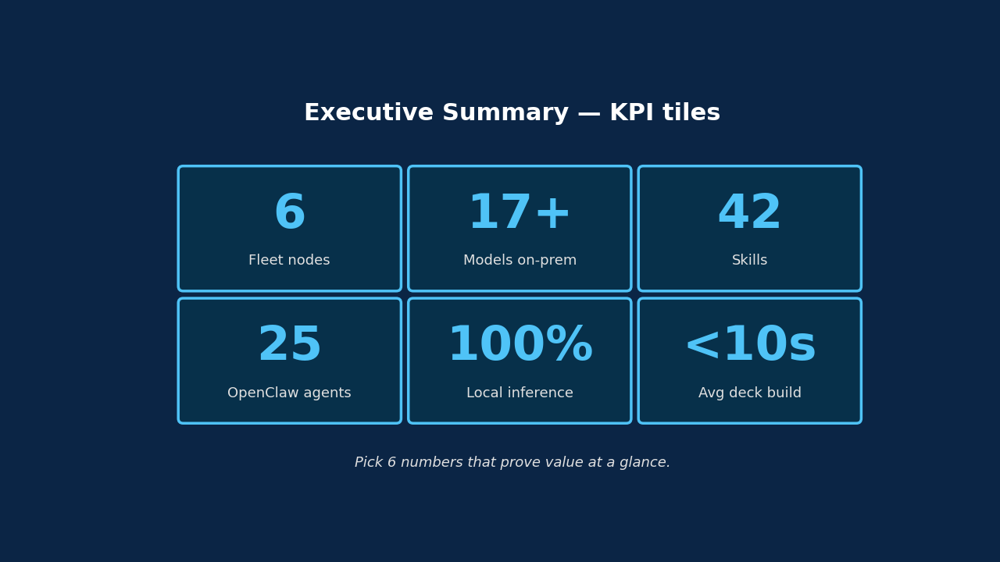 Executive Summary — KPI tiles
6
Fleet nodes
17+
Models on-prem
42
Skills
25
OpenClaw agents
100%
Local inference
<10s
Avg deck build
Pick 6 numbers that prove value at a glance.